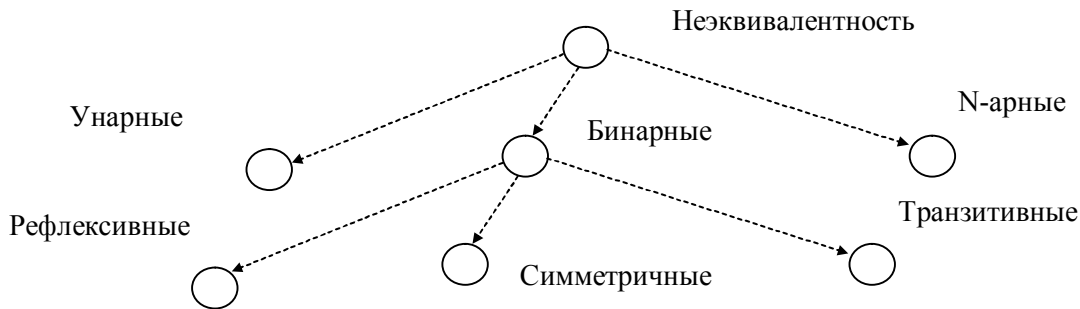 Неэквивалентность
Унарные
N-арные
Бинарные
Рефлексивные
Транзитивные
Симметричные